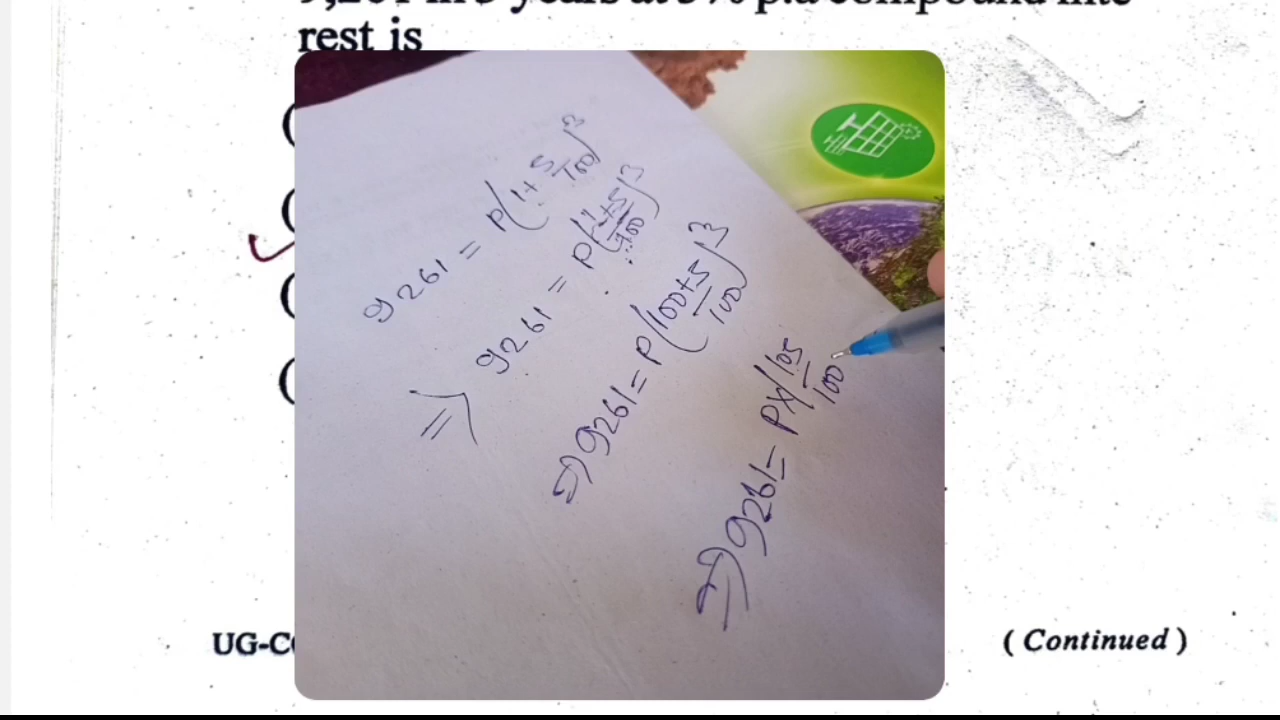 rest is
9261 = P(1+ 5/100)^3
=> 9261 = P(1+5/100)^3
=> 9261 = P(100+5/100)^3
=> 9261 = PX(105/100
UG-C
( Continued )